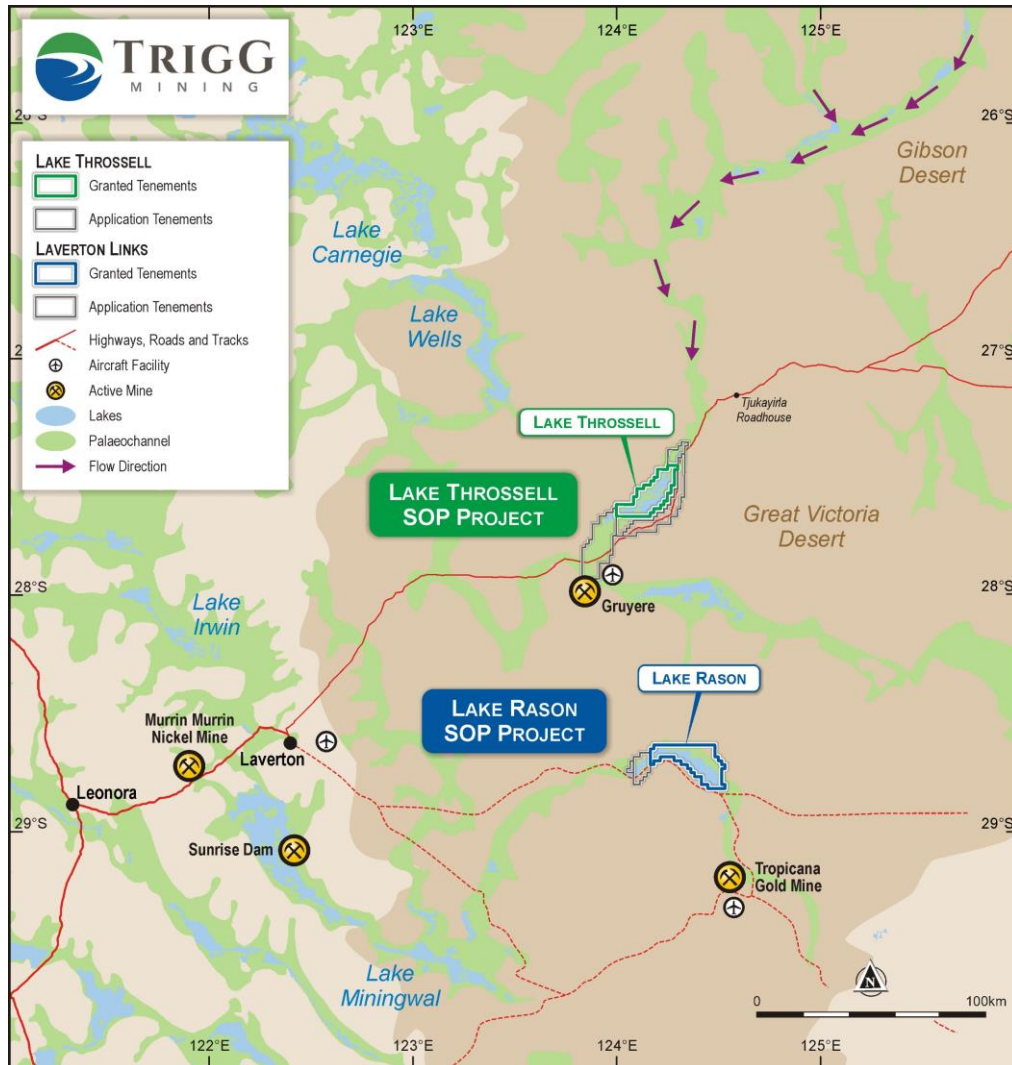 TRIGG
MINING
123°E
124°E
125°E
26°S
26°S
LAKE THROSSELL
Granted Tenements
Application Tenements
LAVERTON LINKS
Granted Tenements
Application Tenements
Highways, Roads and Tracks
Aircraft Facility
Active Mine
Lakes
Palaeochannel
Flow Direction
Gibson
Desert
Lake
Carnegie
Lake
Wells
27°S
27°S
Tjukayirla
Roadhouse
LAKE THROSSELL
LAKE THROSSELL
SOP PROJECT
Great Victoria
Desert
28°S
28°S
Gruyere
Lake
Irwin
LAKE RASON
LAKE RASON
SOP PROJECT
Murrin Murrin
Nickel Mine
Laverton
Leonora
29°S
29°S
Sunrise Dam
Tropicana
Gold Mine
Lake
Miningwal
N
0
100km
122°E
123°E
124°E
125°E